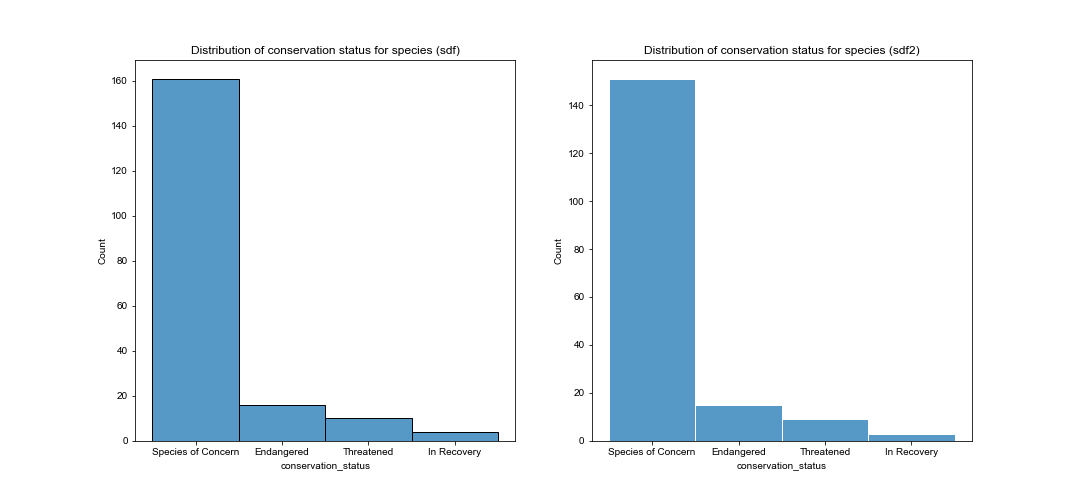 Distribution of conservation status for species (sdf)
160
140
120
100
80
60
40
20
0
Count
Species of Concern
Endangered
Threatened
In Recovery
conservation_status
Distribution of conservation status for species (sdf2)
140
120
100
80
60
40
20
0
Count
Species of Concern
Endangered
Threatened
In Recovery
conservation_status